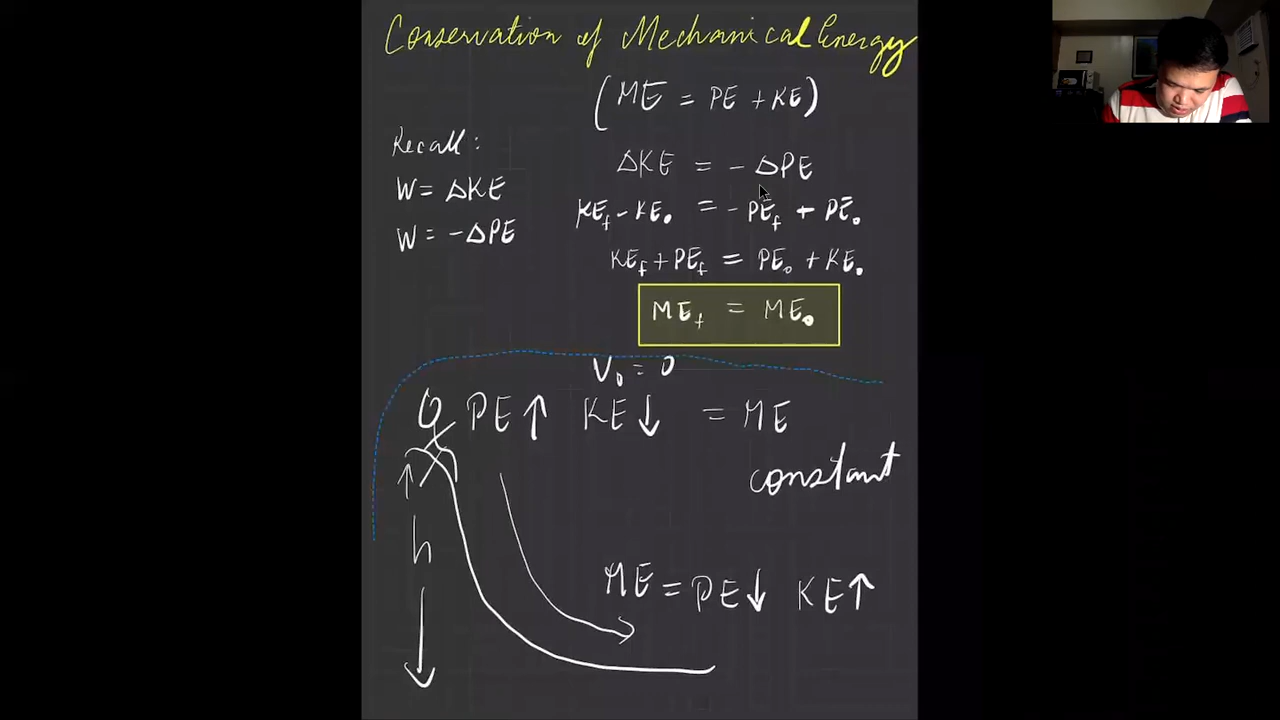 Conservation of Mechanical Energy
(ME = PE + KE)
Recall:
W = ΔKE
W = -ΔPE
ΔKE = -ΔPE
KEf - KE₀ = -PEf + PE₀
KEf + PEf = PE₀ + KE₀
MEf = ME₀
V₀ = 0
PE↑ KE↓ = ME
constant
h
ME = PE↓ KE↑